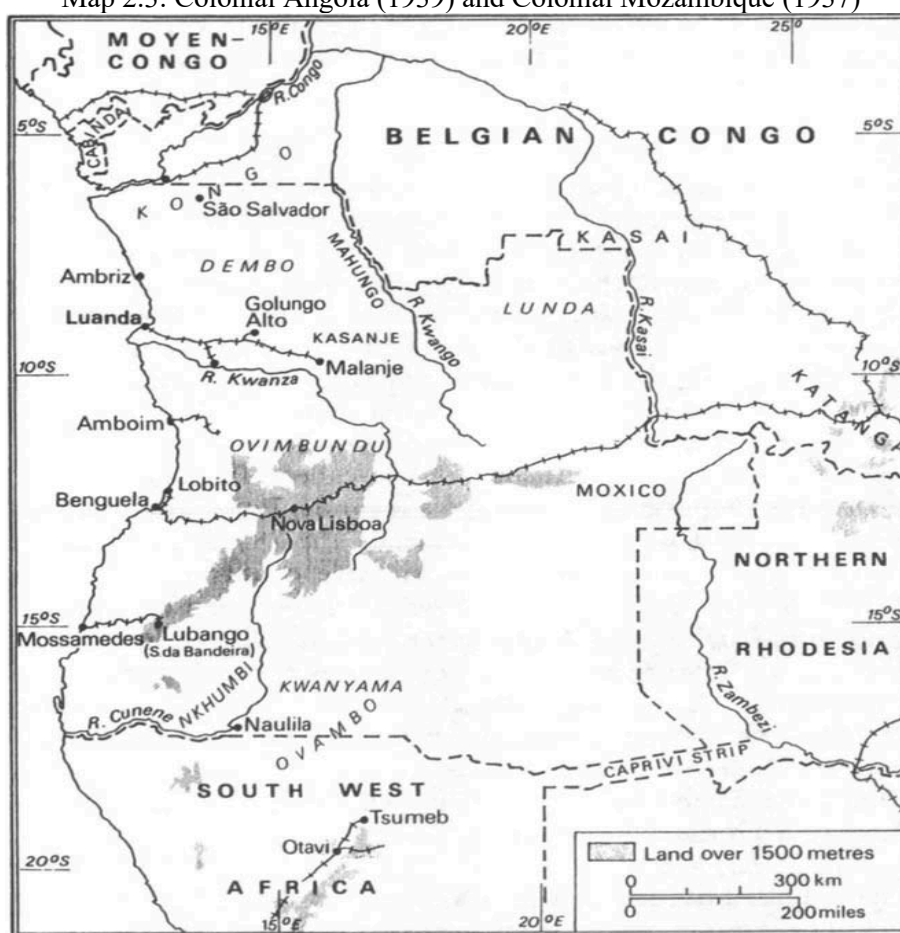 Map 2.3: Colonial Angola (1939) and Colonial Mozambique (1937)
15°E
20°E
25°
MOYEN-
CONGO
R. Congo
CABINDA
5°S
BELGIAN CONGO
5°S
KONGO
São Salvador
MAHUNGO
KASAI
DEMBO
Ambriz
Golungo
Alto
R. Kwango
LUNDA
R. Kasai
Luanda
KASANJE
Malanje
10°S
R. Kwanza
10°S
KATANGA
Amboim
OVIMBUNDU
Lobito
Benguela
Nova Lisboa
MOXICO
NORTHERN
15°S
15°S
Mossamedes
Lubango
(S.da Bandeira)
RHODESIA
R. Zambezi
KWANYAMA
NKHUMBI
R. Cunene
Naulila
OVAMBO
CAPRIVI STRIP
SOUTH WEST
Tsumeb
Otavi
AFRICA
Land over 1500 metres
20°S
0 300 km
0 200 miles
15°E
20°E